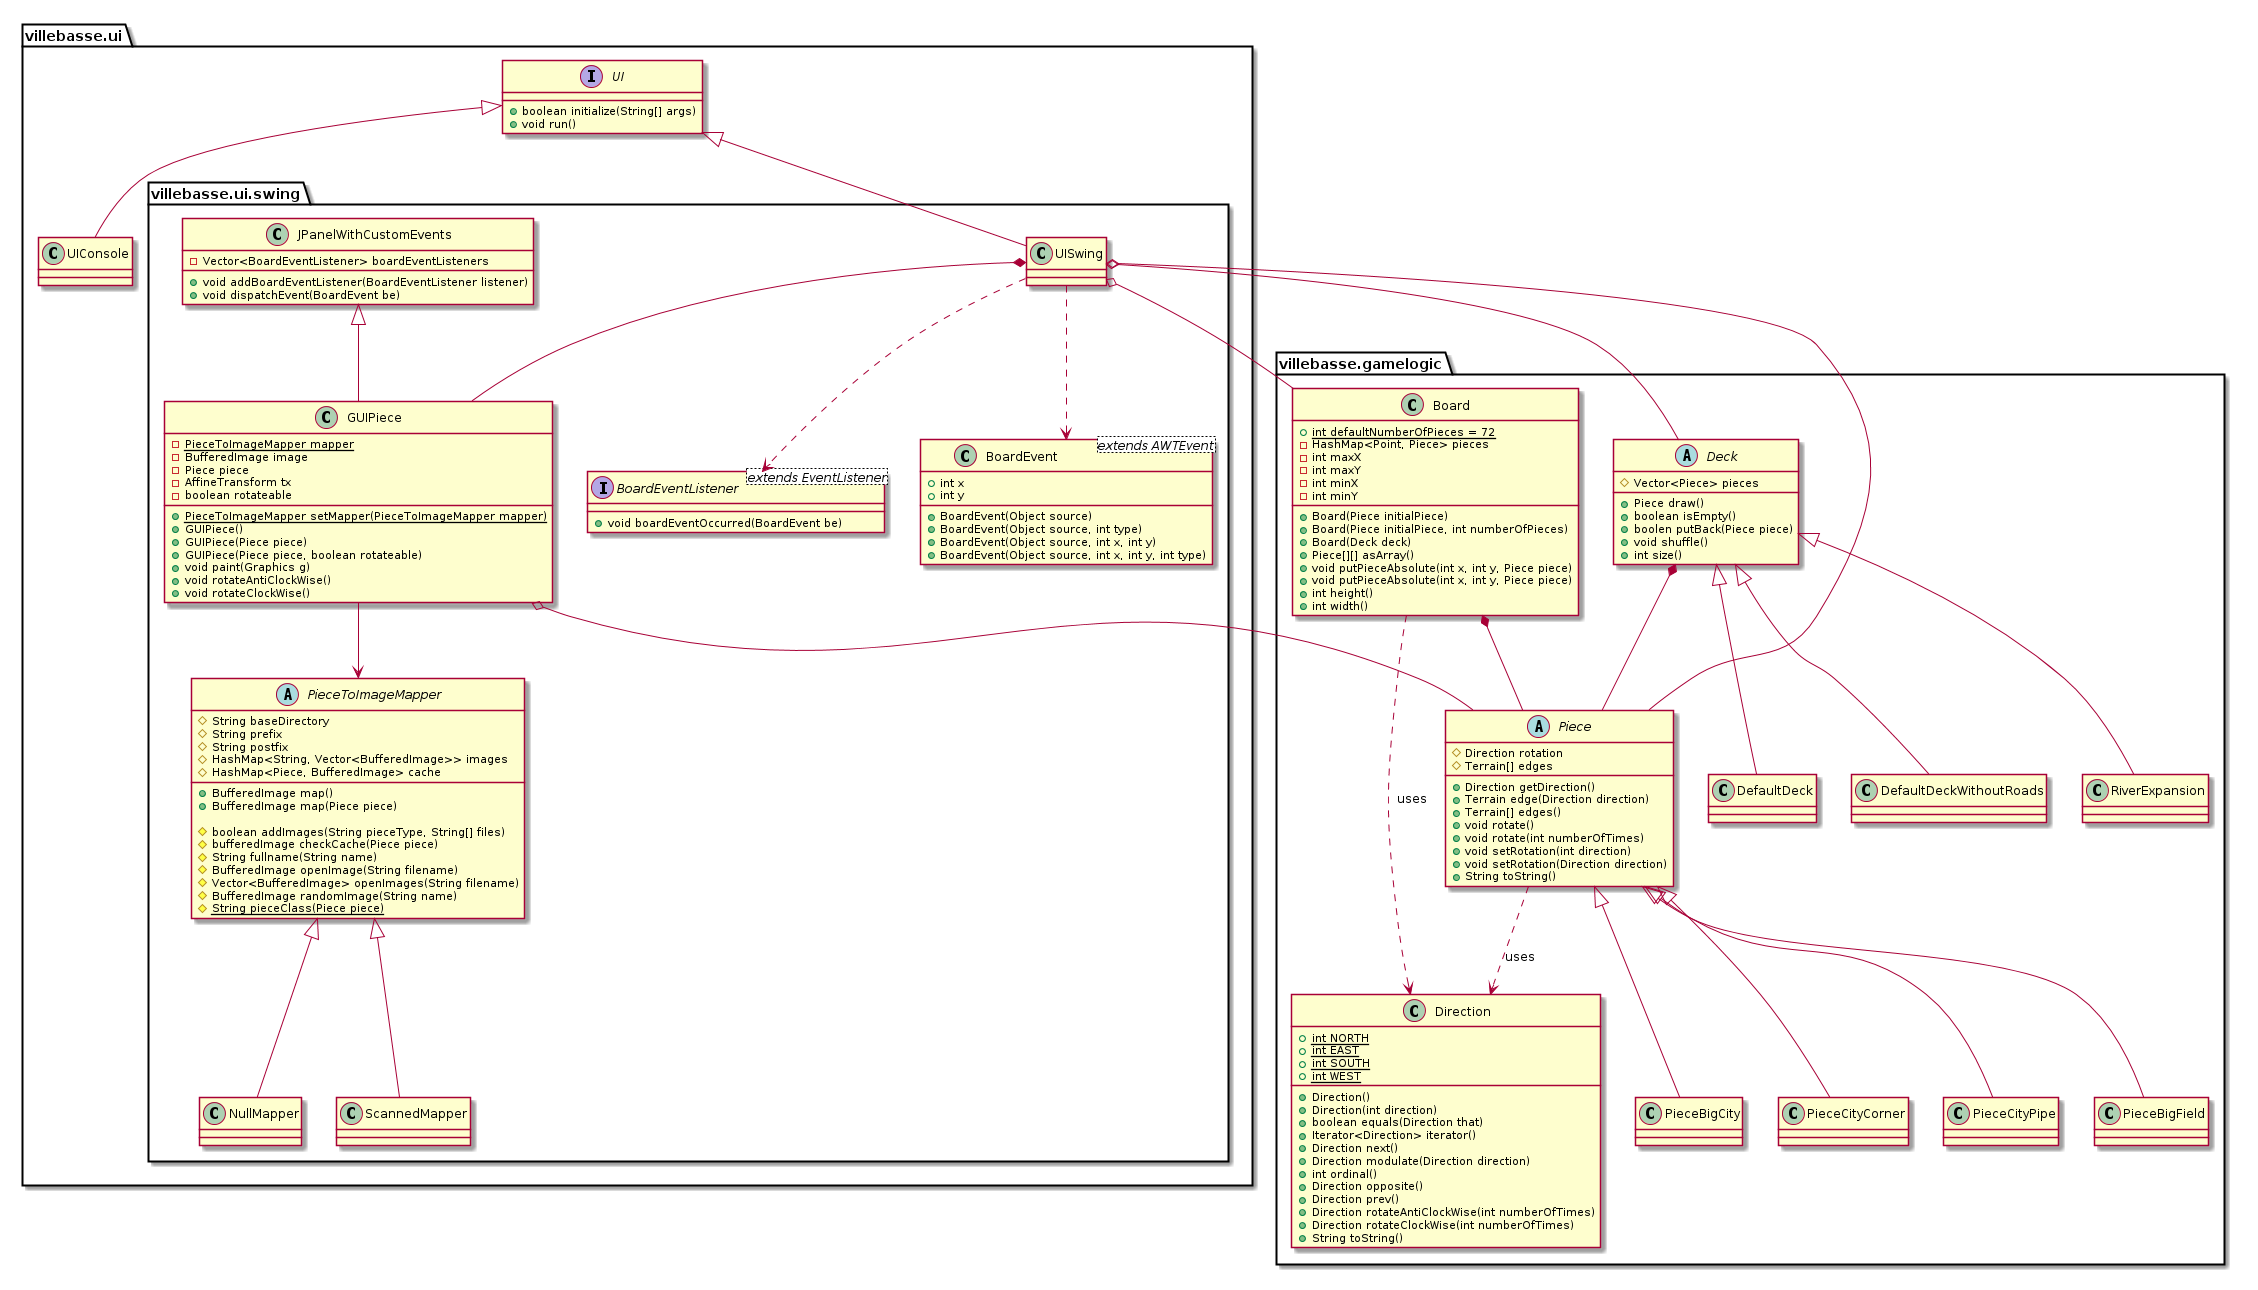 villebasse.ui
I UI
boolean initialize(String[] args)
void run()
villebasse.ui.swing
C UIConsole
C JPanelWithCustomEvents
Vector<BoardEventListener> boardEventListeners
void addBoardEventListener(BoardEventListener listener)
void dispatchEvent(BoardEvent be)
C UISwing
C GUIPiece
PieceToImageMapper mapper
BufferedImage image
Piece piece
AffineTransform tx
boolean rotateable
PieceToImageMapper setMapper(PieceToImageMapper mapper)
GUIPiece()
GUIPiece(Piece piece)
GUIPiece(Piece piece, boolean rotateable)
void paint(Graphics g)
void rotateAntiClockWise()
void rotateClockWise()
I BoardEventListener
extends EventListener
void boardEventOccurred(BoardEvent be)
C BoardEvent
extends AWTEvent
int x
int y
BoardEvent(Object source)
BoardEvent(Object source, int type)
BoardEvent(Object source, int x, int y)
BoardEvent(Object source, int x, int y, int type)
A PieceToImageMapper
String baseDirectory
String prefix
String postfix
HashMap<String, Vector<BufferedImage>> images
HashMap<Piece, BufferedImage> cache
BufferedImage map()
BufferedImage map(Piece piece)
boolean addImages(String pieceType, String[] files)
bufferedImage checkCache(Piece piece)
String fullname(String name)
BufferedImage openImage(String filename)
Vector<BufferedImage> openImages(String filename)
BufferedImage randomImage(String name)
String pieceClass(Piece piece)
C NullMapper
C ScannedMapper
villebasse.gamelogic
C Board
int defaultNumberOfPieces = 72
HashMap<Point, Piece> pieces
int maxX
int maxY
int minX
int minY
Board(Piece initialPiece)
Board(Piece initialPiece, int numberOfPieces)
Board(Deck deck)
Piece[][] asArray()
void putPieceAbsolute(int x, int y, Piece piece)
void putPieceAbsolute(int x, int y, Piece piece)
int height()
int width()
A Deck
Vector<Piece> pieces
Piece draw()
boolean isEmpty()
boolen putBack(Piece piece)
void shuffle()
int size()
uses
A Piece
Direction rotation
Terrain[] edges
Direction getDirection()
Terrain edge(Direction direction)
Terrain[] edges()
void rotate()
void rotate(int numberOfTimes)
void setRotation(int direction)
void setRotation(Direction direction)
String toString()
C DefaultDeck
C DefaultDeckWithoutRoads
C RiverExpansion
uses
C Direction
int NORTH
int EAST
int SOUTH
int WEST
Direction()
Direction(int direction)
boolean equals(Direction that)
Iterator<Direction> iterator()
Direction next()
Direction modulate(Direction direction)
int ordinal()
Direction opposite()
Direction prev()
Direction rotateAntiClockWise(int numberOfTimes)
Direction rotateClockWise(int numberOfTimes)
String toString()
C PieceBigCity
C PieceCityCorner
C PieceCityPipe
C PieceBigField